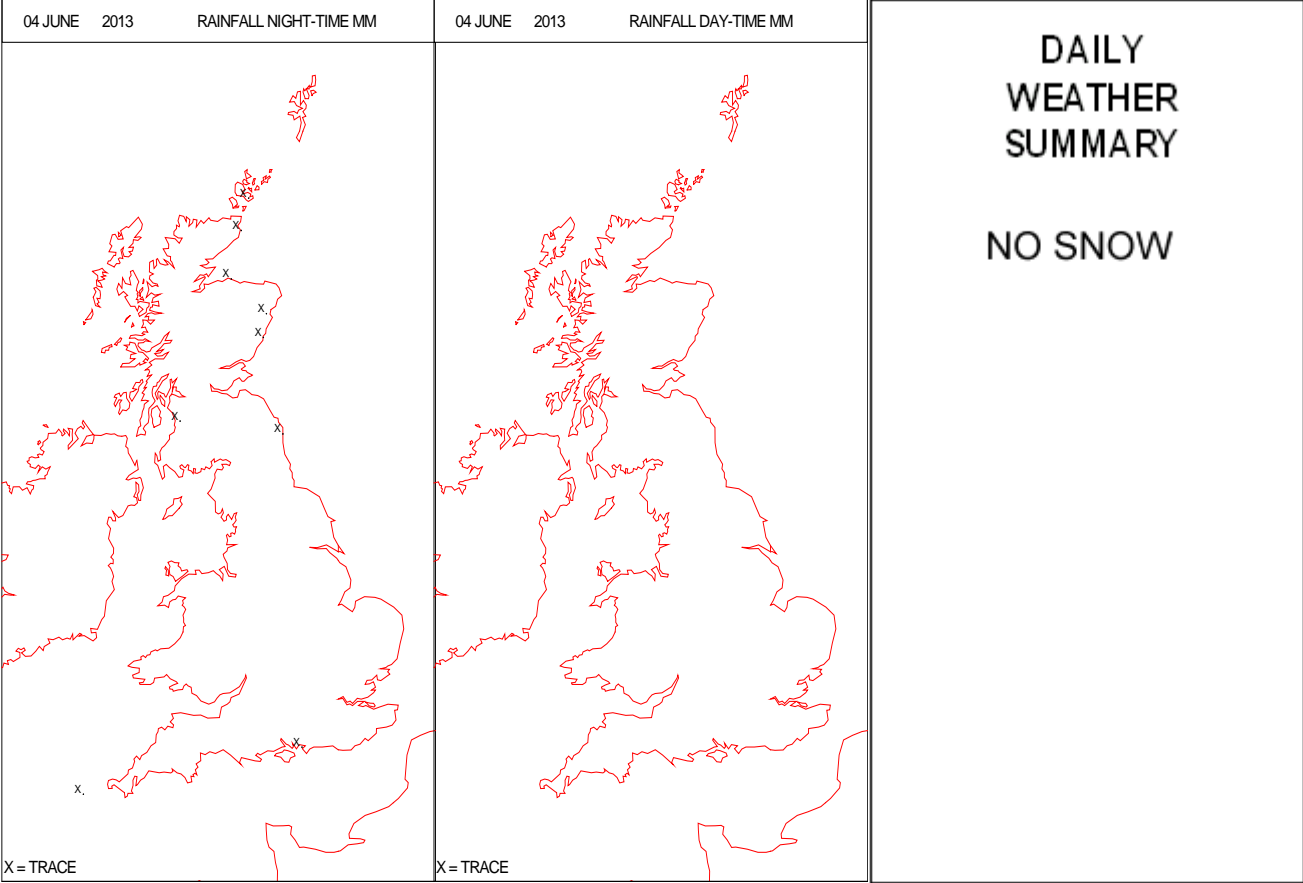 04 JUNE 2013 RAINFALL NIGHT-TIME MM
X.
X.
X.
X.
X.
X.
X.
X.
X.
X = TRACE
04 JUNE 2013 RAINFALL DAY-TIME MM
X = TRACE
DAILY
WEATHER
SUMMARY
NO SNOW